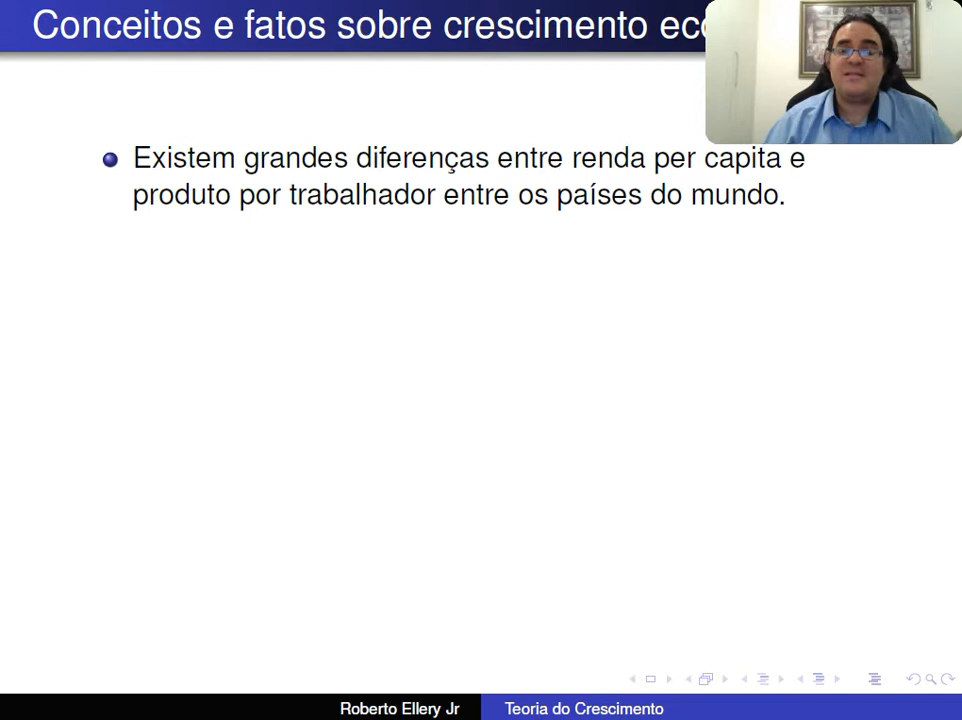 Conceitos e fatos sobre crescimento
Existem grandes diferenças entre renda per capita e
produto por trabalhador entre os países do mundo.
Roberto Ellery Jr
Teoria do Crescimento